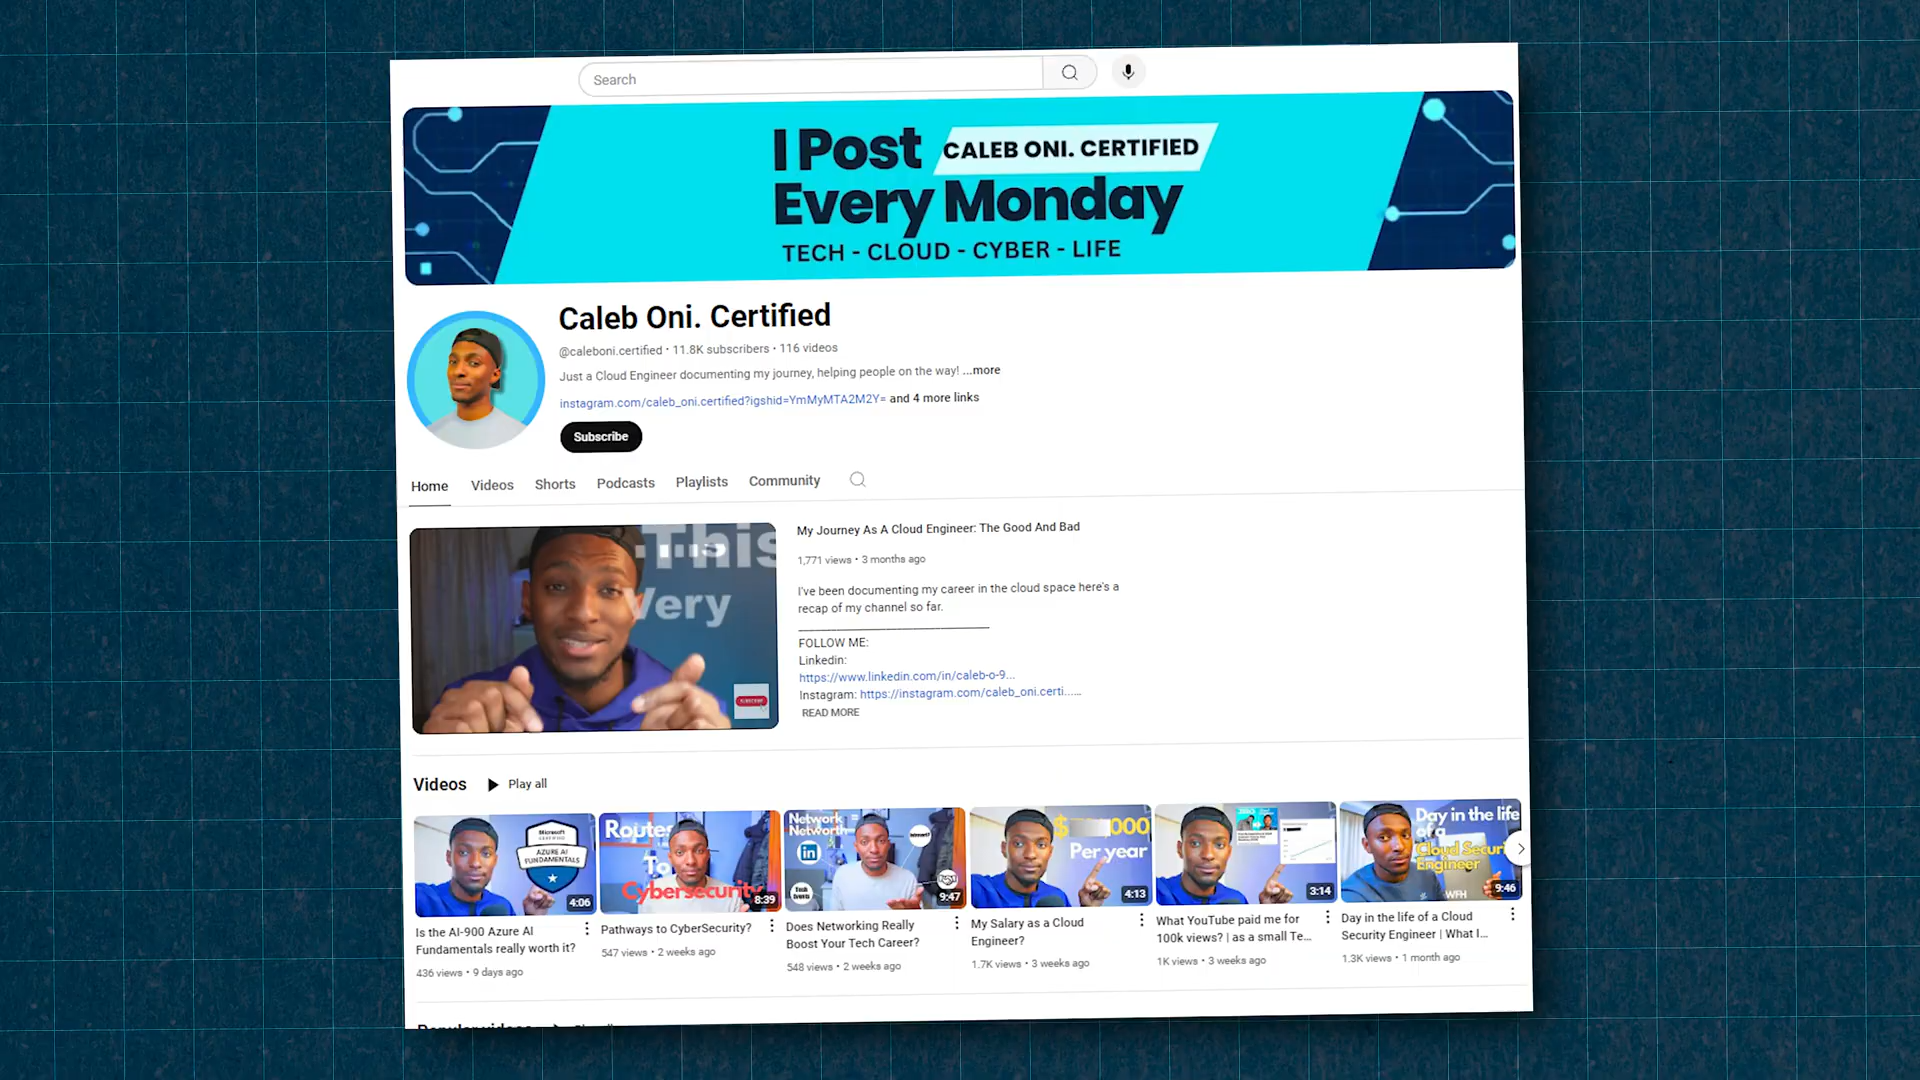 Search
I Post CALEB ONI. CERTIFIED
Every Monday
TECH - CLOUD - CYBER - LIFE
Caleb Oni. Certified
@caleboni.certified • 11.8K subscribers • 116 videos
Just a Cloud Engineer documenting my journey, helping people on the way! ...more
instagram.com/caleb_oni.certified?igshid=YmMyMTA2M2Y= and 4 more links
Subscribe
Home Videos Shorts Podcasts Playlists Community
This
Very
My Journey As A Cloud Engineer: The Good And Bad
1,771 views • 3 months ago
I've been documenting my career in the cloud space here's a
recap of my channel so far.
FOLLOW ME:
Linkedin:
https://www.linkedin.com/in/caleb-o-9...
Instagram: https://instagram.com/caleb_oni.certi......
READ MORE
Videos Play all
Microsoft
CERTIFIED
AZURE AI
FUNDAMENTALS
4:06
Routes
To
Cybersecurity
8:39
Network =
Networth
in
Tech
Events
9:47
$ 000
Per year
4:13
3:14
Day in the life
of a
Cloud Securi
Engineer
WFH
9:46
Is the AI-900 Azure AI
Fundamentals really worth it?
436 views • 9 days ago
Pathways to CyberSecurity?
547 views • 2 weeks ago
Does Networking Really
Boost Your Tech Career?
548 views • 2 weeks ago
My Salary as a Cloud
Engineer?
1.7K views • 3 weeks ago
What YouTube paid me for
100k views? | as a small Te...
1K views • 3 weeks ago
Day in the life of a Cloud
Security Engineer | What I...
1.3K views • 1 month ago
Popular videos